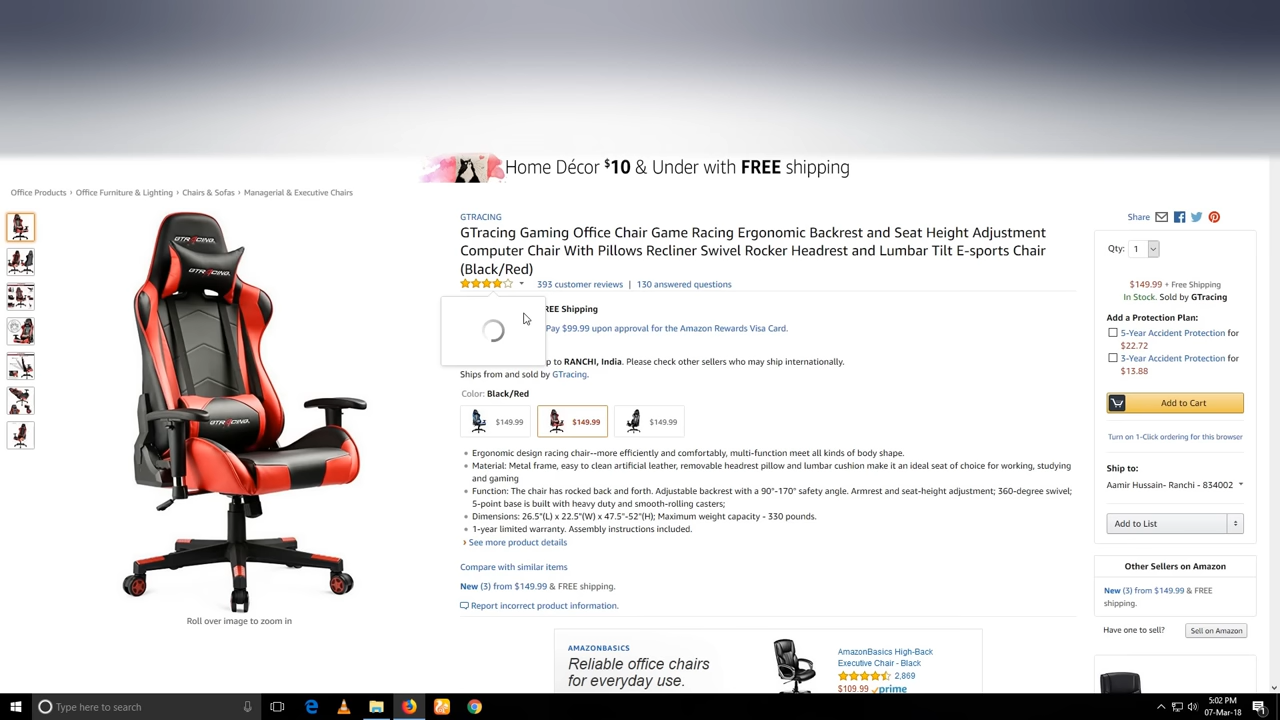 Home Décor $10 & Under with FREE shipping
Office Products › Office Furniture & Lighting › Chairs & Sofas › Managerial & Executive Chairs
GTRACING
GTRACING.
GTRACING.
Roll over image to zoom in
GTRACING
GTracing Gaming Office Chair Game Racing Ergonomic Backrest and Seat Height Adjustment
Computer Chair With Pillows Recliner Swivel Rocker Headrest and Lumbar Tilt E-sports Chair
(Black/Red)
393 customer reviews | 130 answered questions
REE Shipping
Pay $99.99 upon approval for the Amazon Rewards Visa Card.
p to RANCHI, India. Please check other sellers who may ship internationally.
Ships from and sold by GTracing.
Color: Black/Red
$149.99 $149.99 $149.99
Ergonomic design racing chair--more efficiently and comfortably, multi-function meet all kinds of body shape.
Material: Metal frame, easy to clean artificial leather, removable headrest pillow and lumbar cushion make it an ideal seat of choice for working, studying
and gaming
Function: The chair has rocked back and forth. Adjustable backrest with a 90°-170° safety angle. Armrest and seat-height adjustment; 360-degree swivel;
5-point base is built with heavy duty and smooth-rolling casters;
Dimensions: 26.5"(L) x 22.5"(W) x 47.5"-52"(H); Maximum weight capacity - 330 pounds.
1-year limited warranty. Assembly instructions included.
› See more product details
Compare with similar items
New (3) from $149.99 & FREE shipping.
Report incorrect product information.
AMAZONBASICS
Reliable office chairs
for everyday use.
AmazonBasics High-Back
Executive Chair - Black
2,869
$109.99 prime
Share
Qty: 1
$149.99 + Free Shipping
In Stock. Sold by GTracing
Add a Protection Plan:
5-Year Accident Protection for
$22.72
3-Year Accident Protection for
$13.88
Add to Cart
Turn on 1-Click ordering for this browser
Ship to:
Aamir Hussain- Ranchi - 834002
Add to List
Other Sellers on Amazon
New (3) from $149.99 & FREE
shipping.
Have one to sell? Sell on Amazon
Type here to search
5:02 PM
07-Mar-18